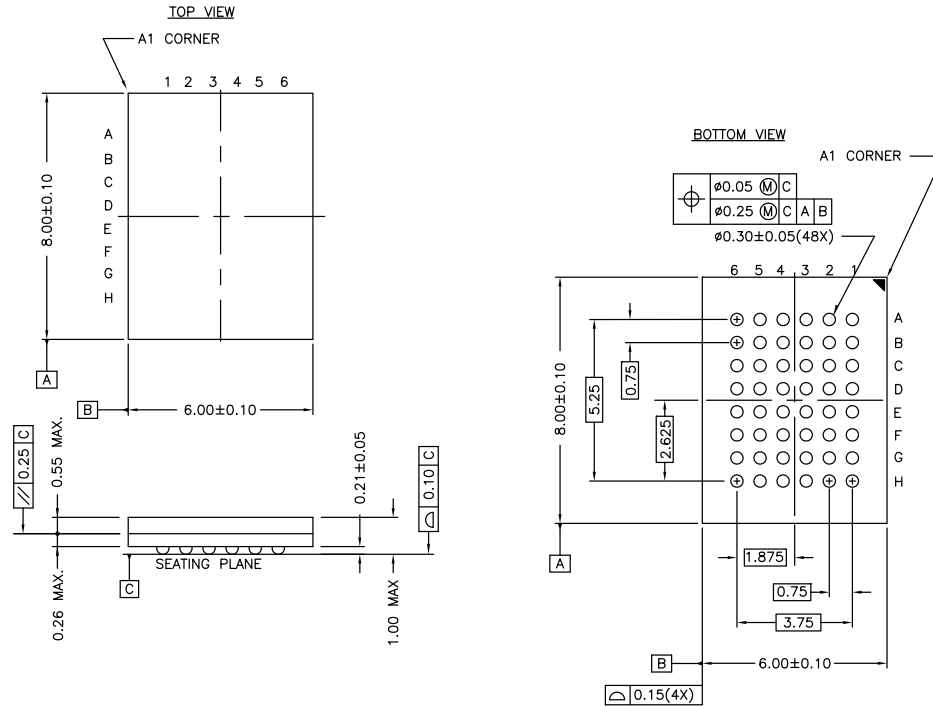 TOP VIEW
A1 CORNER
1 2 3 4 5 6
A
B
C
D
E
F
G
H
8.00±0.10
A
B
6.00±0.10
// 0.25 C
0.55 MAX.
0.26 MAX.
0.21±0.05
⌓ 0.10 C
SEATING PLANE
C
1.00 MAX
BOTTOM VIEW
A1 CORNER
⌖ ø0.05 Ⓜ C
ø0.25 Ⓜ C A B
ø0.30±0.05(48X)
6 5 4 3 2 1
A
B
C
D
E
F
G
H
8.00±0.10
5.25
0.75
2.625
A
1.875
0.75
3.75
B
6.00±0.10
⌓ 0.15(4X)